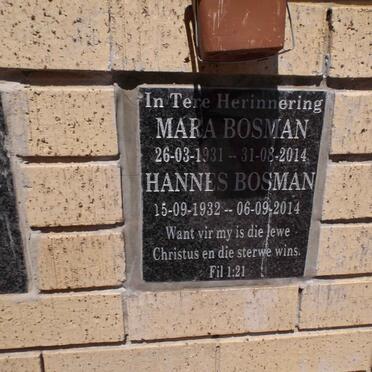 In Tere Herinnering
MARA BOSMAN
26-03-1931 -- 31-08-2014
HANNES BOSMAN
15-09-1932 -- 06-09-2014
Want vir my is die lewe
Christus en die sterwe wins.
Fil 1:21